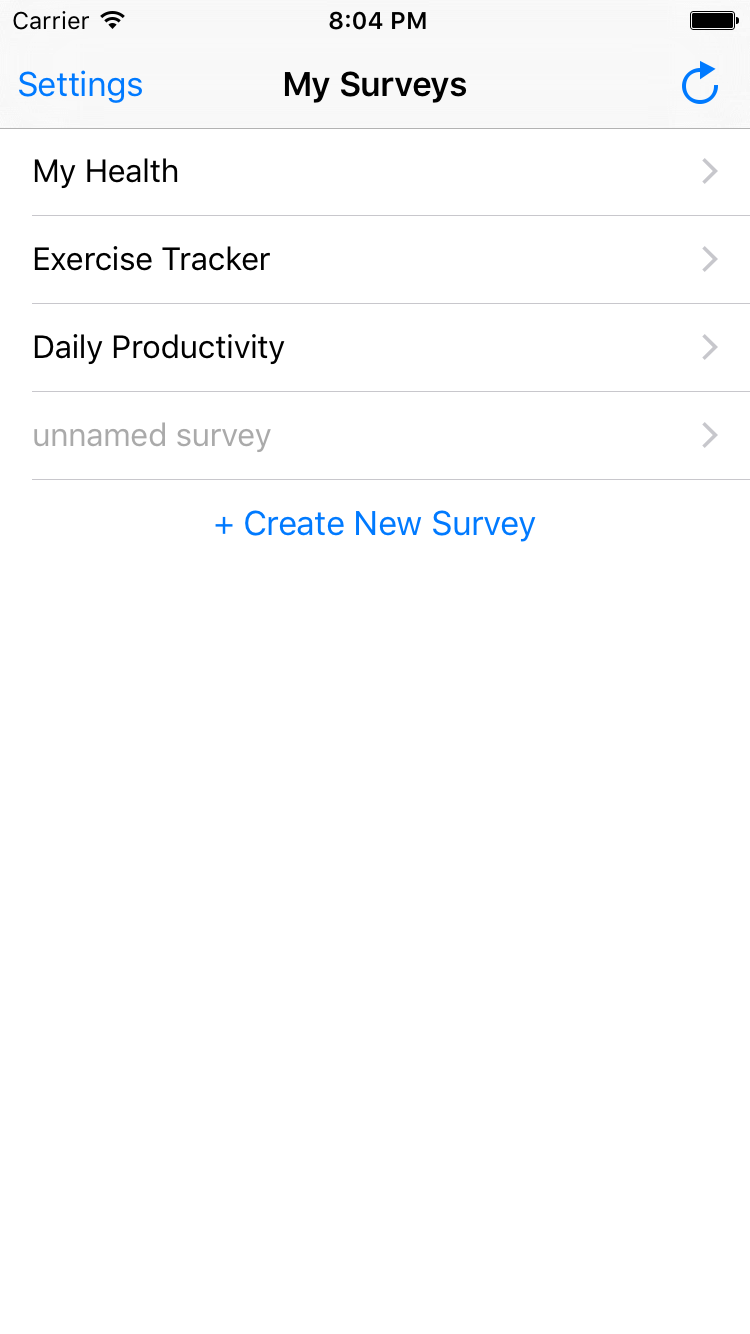 Carrier 8:04 PM
Settings My Surveys
My Health
Exercise Tracker
Daily Productivity
unnamed survey
+ Create New Survey